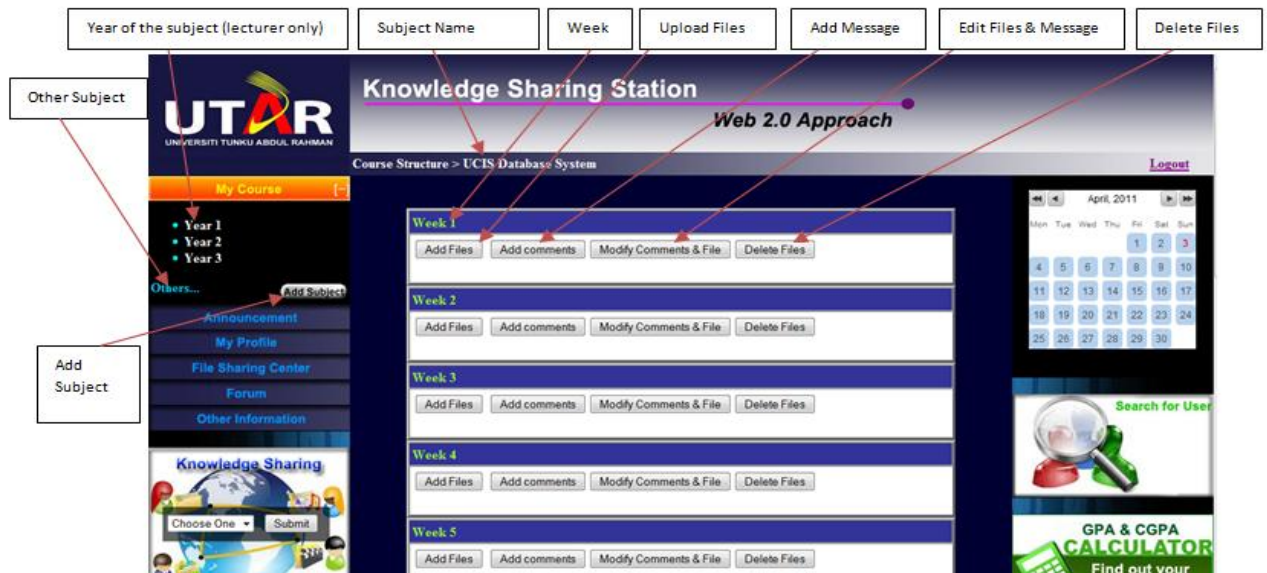 Year of the subject (lecturer only)
Subject Name
Week
Upload Files
Add Message
Edit Files & Message
Delete Files
Other Subject
UTAR
UNIVERSITI TUNKU ABDUL RAHMAN
Knowledge Sharing Station
Web 2.0 Approach
Course Structure > UCIS Database System
Logout
My Course [-]
Year 1
Year 2
Year 3
Others...
Add Subject
Announcement
My Profile
File Sharing Center
Forum
Other Information
Add
Subject
Knowledge Sharing
Choose One
Submit
Week 1
Add Files Add comments Modify Comments & File Delete Files
Week 2
Add Files Add comments Modify Comments & File Delete Files
Week 3
Add Files Add comments Modify Comments & File Delete Files
Week 4
Add Files Add comments Modify Comments & File Delete Files
Week 5
Add Files Add comments Modify Comments & File Delete Files
April, 2011
Mon Tue Wed Thu Fri Sat Sun
1 2 3
4 5 6 7 8 9 10
11 12 13 14 15 16 17
18 19 20 21 22 23 24
25 26 27 28 29 30
Search for User
GPA & CGPA
CALCULATOR
Find out your